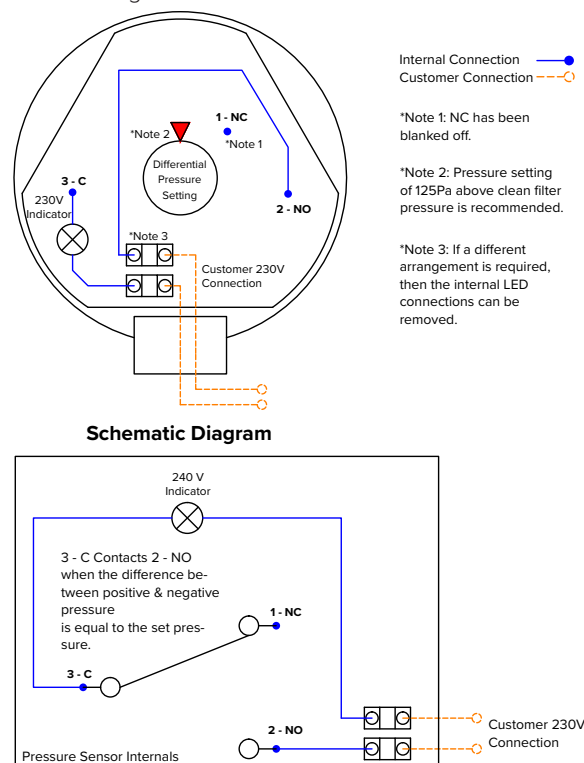 Internal Connection
Customer Connection
*Note 1: NC has been
blanked off.
*Note 2: Pressure setting
of 125Pa above clean filter
pressure is recommended.
*Note 3: If a different
arrangement is required,
then the internal LED
connections can be
removed.
1 - NC
*Note 2
*Note 1
Differential
Pressure
Setting
3 - C
230V
Indicator
2 - NO
*Note 3
Customer 230V
Connection
Schematic Diagram
240 V
Indicator
3 - C Contacts 2 - NO
when the difference be-
tween positive & negative
pressure
is equal to the set pres-
sure.
1 - NC
3 - C
2 - NO
Customer 230V
Connection
Pressure Sensor Internals